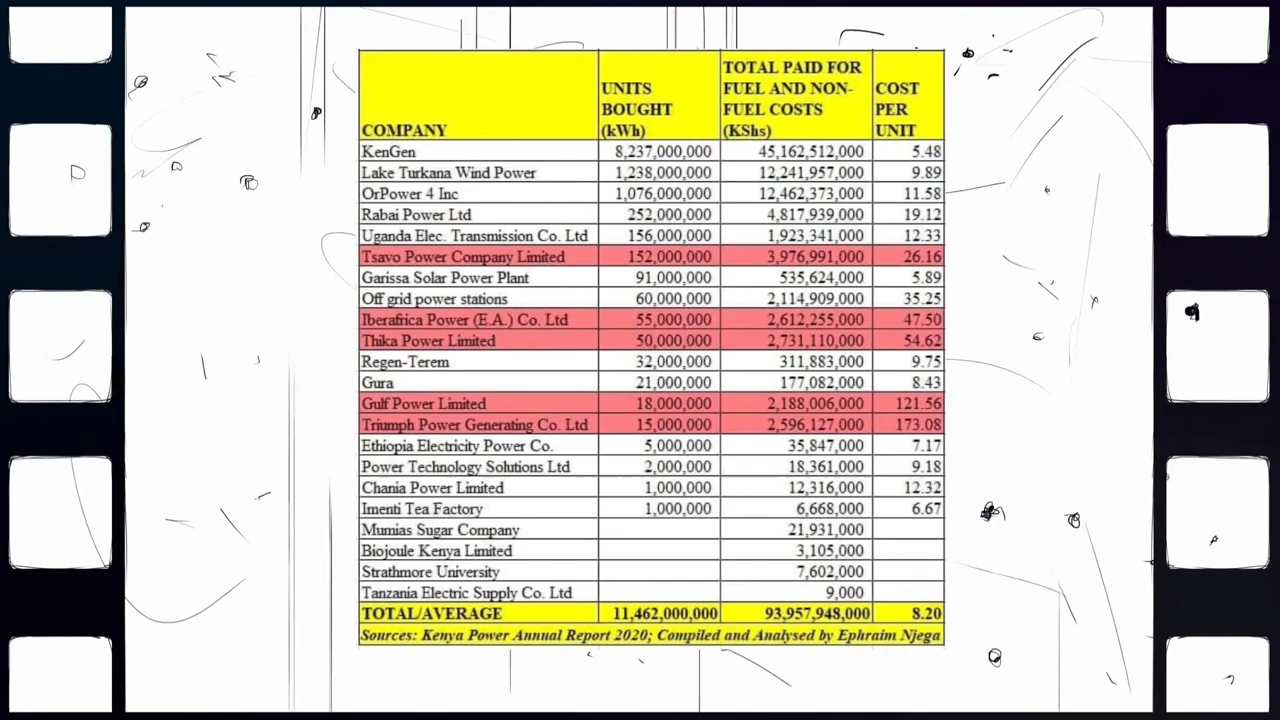 COMPANY UNITS BOUGHT (kWh) TOTAL PAID FOR FUEL AND NON-FUEL COSTS (KShs) COST PER UNIT
KenGen 8,237,000,000 45,162,512,000 5.48
Lake Turkana Wind Power 1,238,000,000 12,241,957,000 9.89
OrPower 4 Inc 1,076,000,000 12,462,373,000 11.58
Rabai Power Ltd 252,000,000 4,817,939,000 19.12
Uganda Elec. Transmission Co. Ltd 156,000,000 1,923,341,000 12.33
Tsavo Power Company Limited 152,000,000 3,976,991,000 26.16
Garissa Solar Power Plant 91,000,000 535,624,000 5.89
Off grid power stations 60,000,000 2,114,909,000 35.25
Iberafrica Power (E.A.) Co. Ltd 55,000,000 2,612,255,000 47.50
Thika Power Limited 50,000,000 2,731,110,000 54.62
Regen-Terem 32,000,000 311,883,000 9.75
Gura 21,000,000 177,082,000 8.43
Gulf Power Limited 18,000,000 2,188,006,000 121.56
Triumph Power Generating Co. Ltd 15,000,000 2,596,127,000 173.08
Ethiopia Electricity Power Co. 5,000,000 35,847,000 7.17
Power Technology Solutions Ltd 2,000,000 18,361,000 9.18
Chania Power Limited 1,000,000 12,316,000 12.32
Imenti Tea Factory 1,000,000 6,668,000 6.67
Mumias Sugar Company 21,931,000
Biojoule Kenya Limited 3,105,000
Strathmore University 7,602,000
Tanzania Electric Supply Co. Ltd 9,000
TOTAL/AVERAGE 11,462,000,000 93,957,948,000 8.20
Sources: Kenya Power Annual Report 2020; Compiled and Analysed by Ephraim Njega